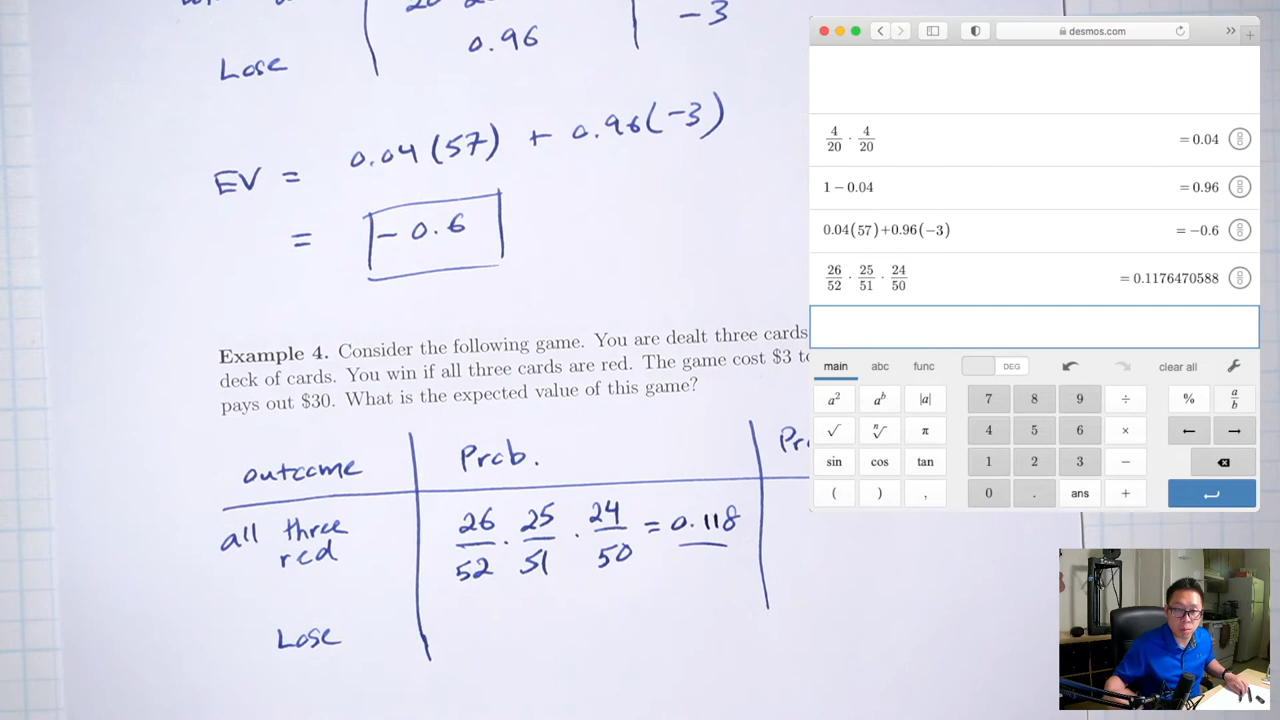 -3
0.96
Lose
EV = 0.04(57) + 0.96(-3)
= -0.6
Example 4. Consider the following game. You are dealt three cards
deck of cards. You win if all three cards are red. The game cost $3 to
pays out $30. What is the expected value of this game?
outcome Prob.
all three red 26/52 · 25/51 · 24/50 = 0.118
Lose
desmos.com
4/20 · 4/20 = 0.04
1 − 0.04 = 0.96
0.04(57)+0.96(−3) = −0.6
26/52 · 25/51 · 24/50 = 0.1176470588
main abc func DEG clear all
a² aᵇ |a| 7 8 9 ÷ % a/b
√ ⁿ√ π 4 5 6 × ← →
sin cos tan 1 2 3 −
( ) , 0 . ans +